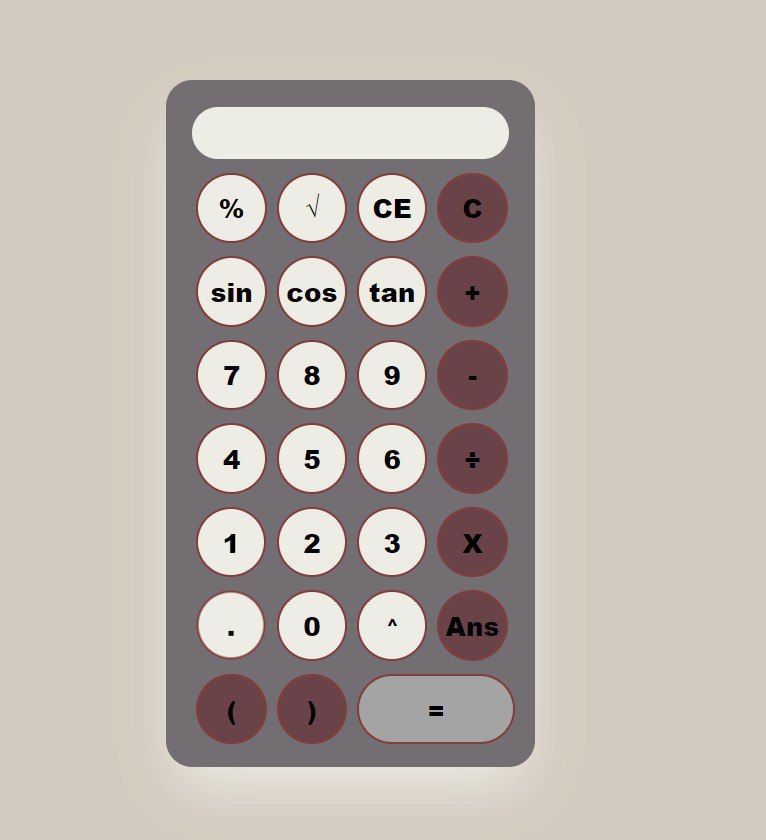 % √ CE C
sin cos tan +
7 8 9 -
4 5 6 ÷
1 2 3 X
. 0 ^ Ans
( ) =